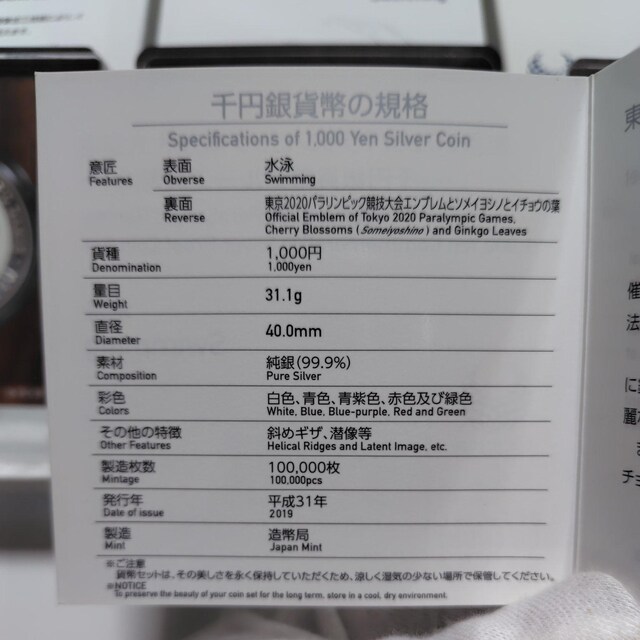 千円銀貨幣の規格
Specifications of 1,000 Yen Silver Coin
意匠 表面 水泳
Features Obverse Swimming
裏面 東京2020パラリンピック競技大会エンブレムとソメイヨシノとイチョウの葉
Reverse Official Emblem of Tokyo 2020 Paralympic Games,
Cherry Blossoms (Someiyoshino) and Ginkgo Leaves
貨種 1,000円
Denomination 1,000yen
量目 31.1g
Weight
直径 40.0mm
Diameter
素材 純銀(99.9%)
Composition Pure Silver
彩色 白色、青色、青紫色、赤色及び緑色
Colors White, Blue, Blue-purple, Red and Green
その他の特徴 斜めギザ、潜像等
Other Features Helical Ridges and Latent Image, etc.
製造枚数 100,000枚
Mintage 100,000pcs
発行年 平成31年
Date of issue 2019
製造 造幣局
Mint Japan Mint
※ご注意
貨幣セットは、その美しさを永く保持していただくため、涼しく湿気の少ない場所で保管してください。
※NOTICE
To preserve the beauty of your coin set for the long term, store in a cool, dry environment.
東
催
法
に
麗
チョ